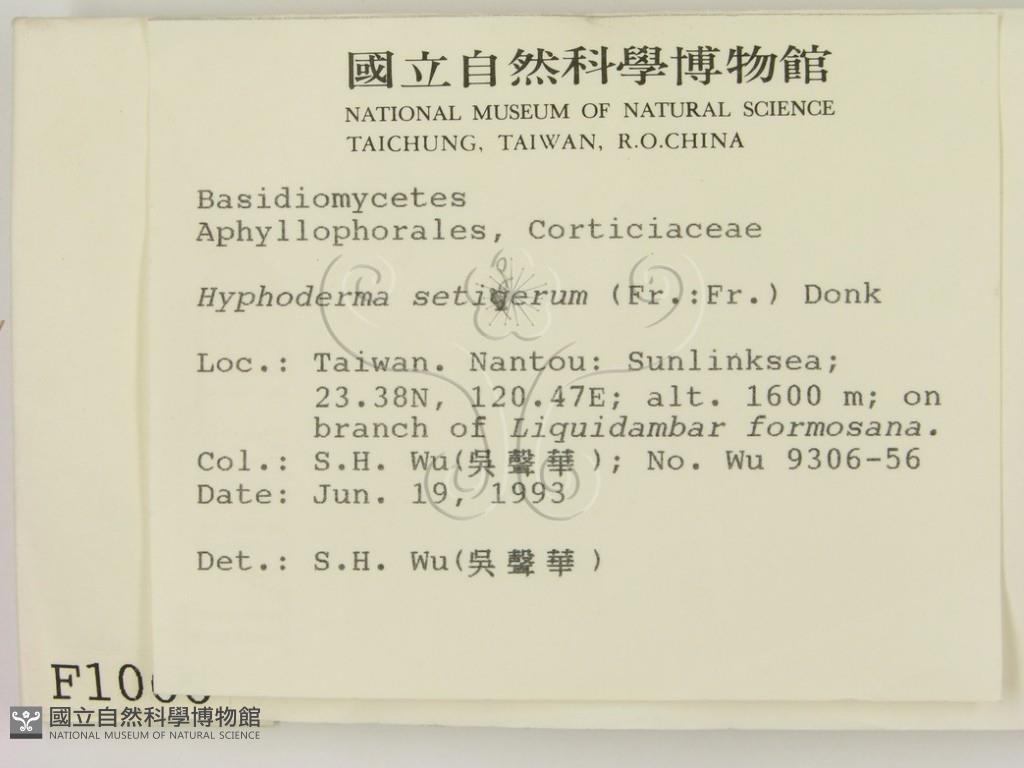 國立自然科學博物館
NATIONAL MUSEUM OF NATURAL SCIENCE
TAICHUNG, TAIWAN, R.O.CHINA
Basidiomycetes
Aphyllophorales, Corticiaceae
Hyphoderma setigerum (Fr.:Fr.) Donk
Loc.: Taiwan. Nantou: Sunlinksea;
23.38N, 120.47E; alt. 1600 m; on
branch of Liquidambar formosana.
Col.: S.H. Wu(吳聲華); No. Wu 9306-56
Date: Jun. 19, 1993
Det.: S.H. Wu(吳聲華)
國立自然科學博物館
NATIONAL MUSEUM OF NATURAL SCIENCE